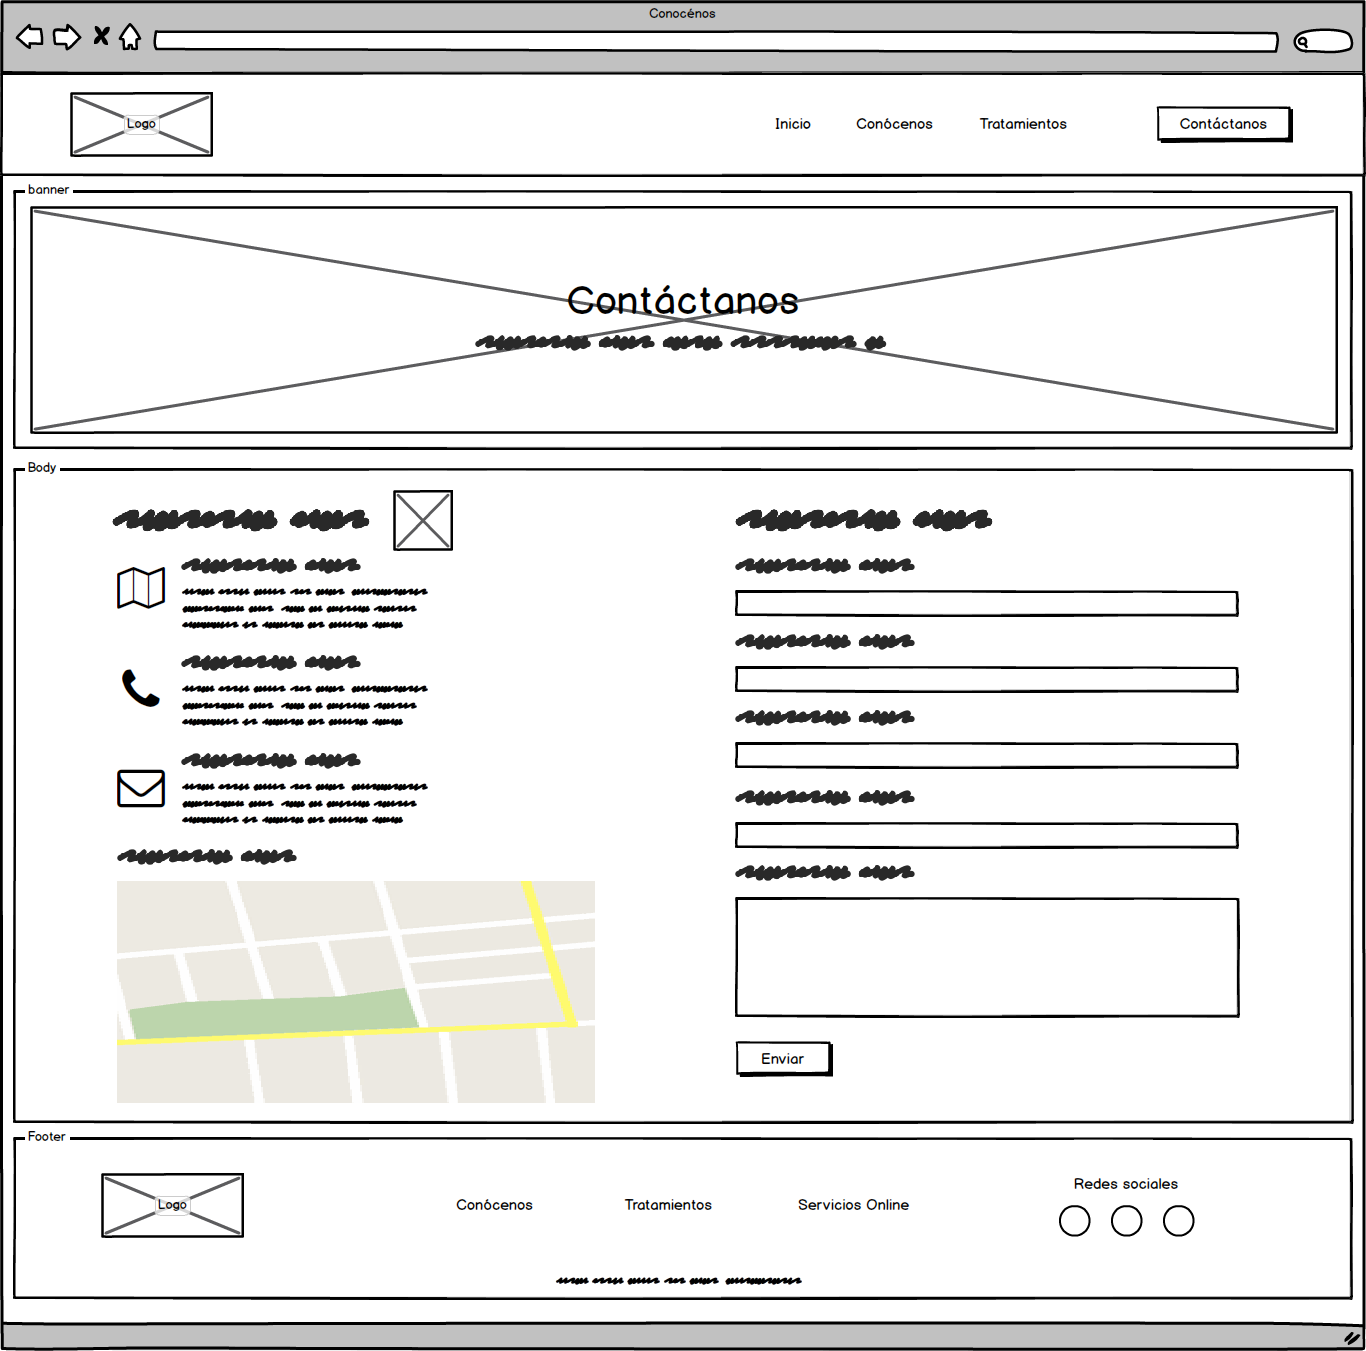 Conocénos
Logo
Inicio Conócenos Tratamientos Contáctanos
banner
Contáctanos
Body
Enviar
Footer
Logo
Conócenos Tratamientos Servicios Online
Redes sociales